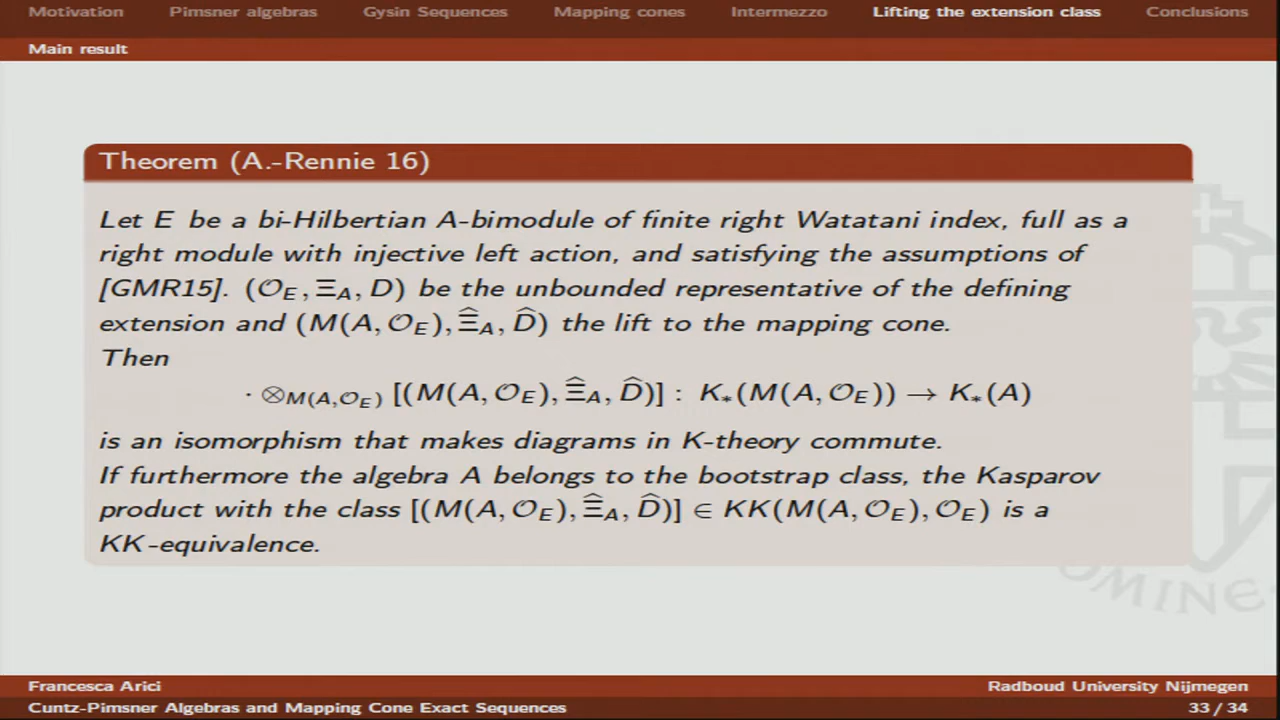 Motivation Pimsner algebras Gysin Sequences Mapping cones Intermezzo Lifting the extension class Conclusions
Main result
Theorem (A.-Rennie 16)
Let E be a bi-Hilbertian A-bimodule of finite right Watatani index, full as a
right module with injective left action, and satisfying the assumptions of
[GMR15]. (𝒪_E, Ξ_A, D) be the unbounded representative of the defining
extension and (M(A, 𝒪_E), Ξ̂_A, D̂) the lift to the mapping cone.
Then
· ⊗_{M(A,𝒪_E)} [(M(A, 𝒪_E), Ξ̂_A, D̂)] : K_*(M(A, 𝒪_E)) → K_*(A)
is an isomorphism that makes diagrams in K-theory commute.
If furthermore the algebra A belongs to the bootstrap class, the Kasparov
product with the class [(M(A, 𝒪_E), Ξ̂_A, D̂)] ∈ KK(M(A, 𝒪_E), 𝒪_E) is a
KK-equivalence.
OMINE
Francesca Arici Radboud University Nijmegen
Cuntz-Pimsner Algebras and Mapping Cone Exact Sequences 33 / 34